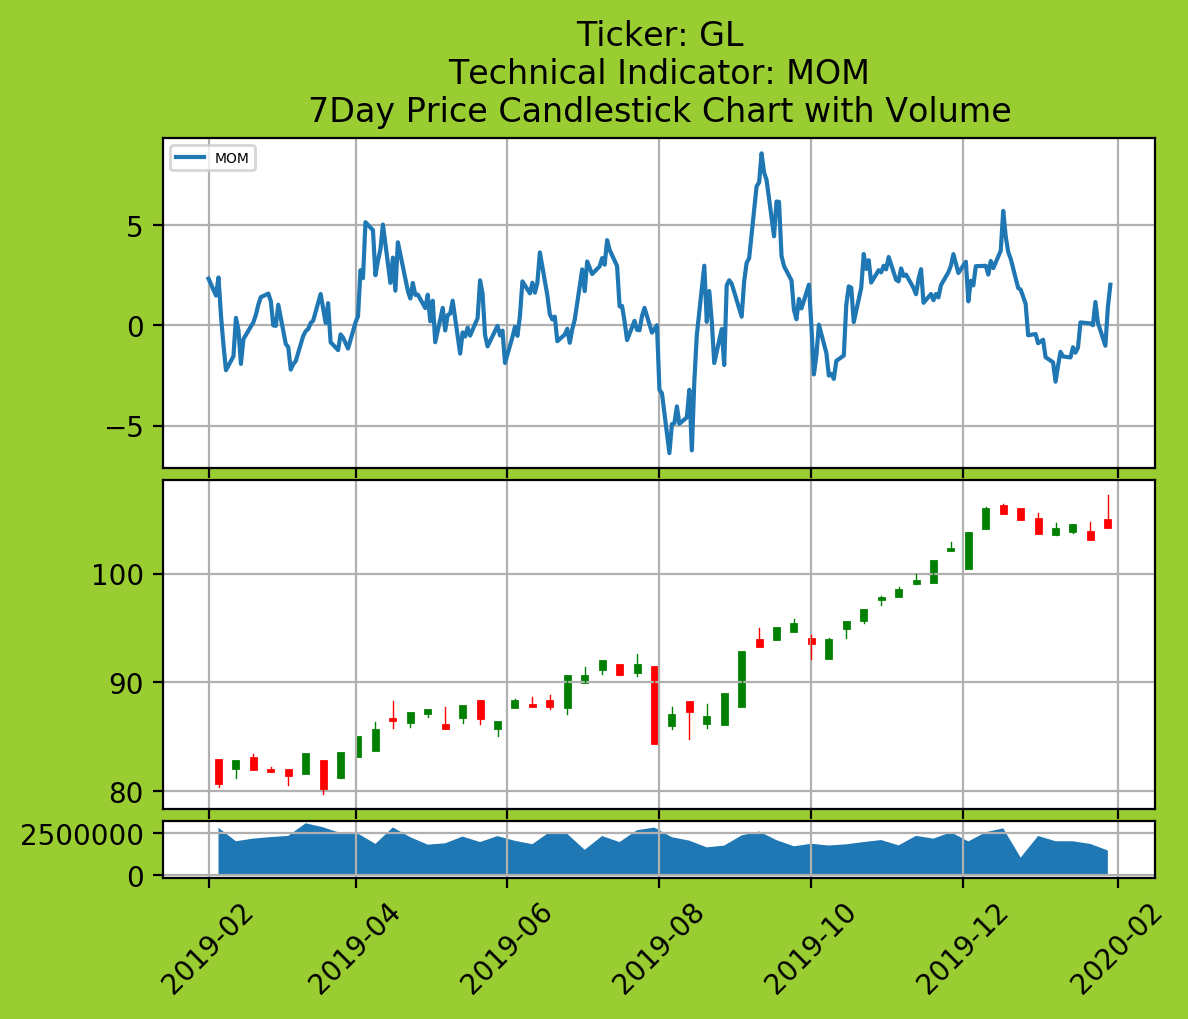 Ticker: GL
Technical Indicator: MOM
7Day Price Candlestick Chart with Volume
MOM
5
0
−5
100
90
80
2500000
0
2019-02 2019-04 2019-06 2019-08 2019-10 2019-12 2020-02